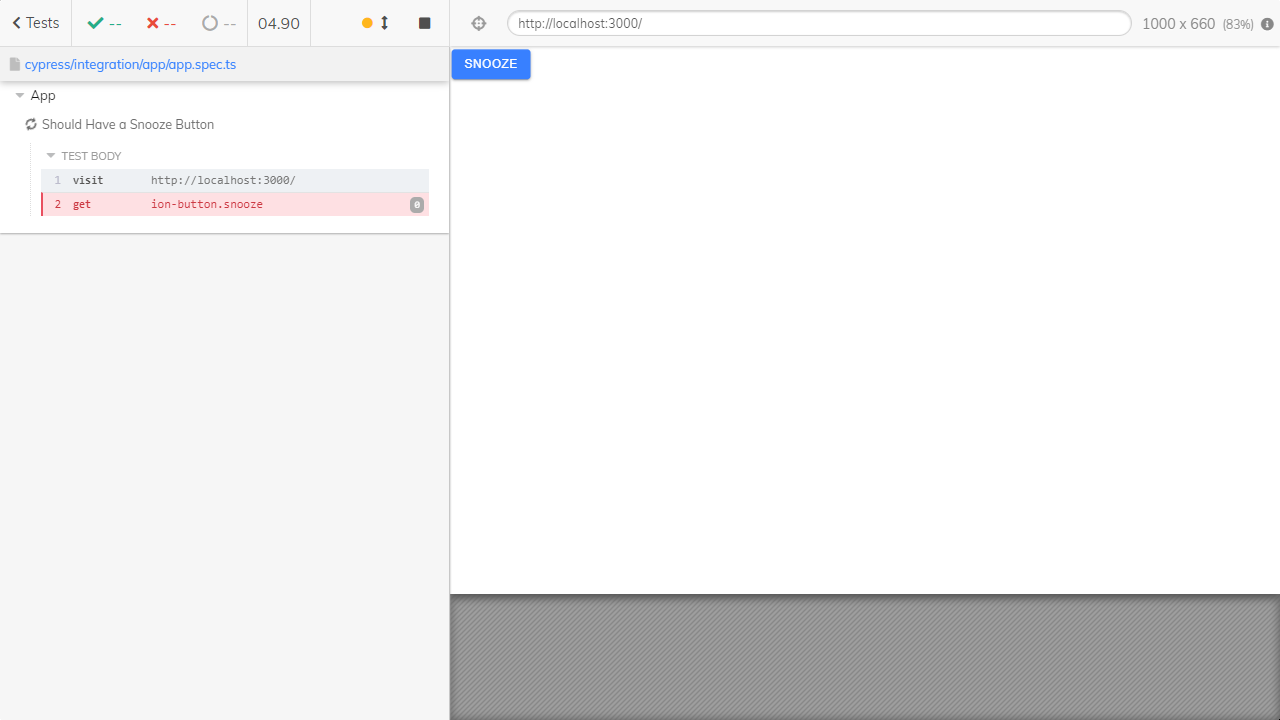 Tests -- -- -- 04.90
http://localhost:3000/ 1000 x 660 (83%)
cypress/integration/app/app.spec.ts
SNOOZE
App
Should Have a Snooze Button
TEST BODY
1 visit http://localhost:3000/
2 get ion-button.snooze 0